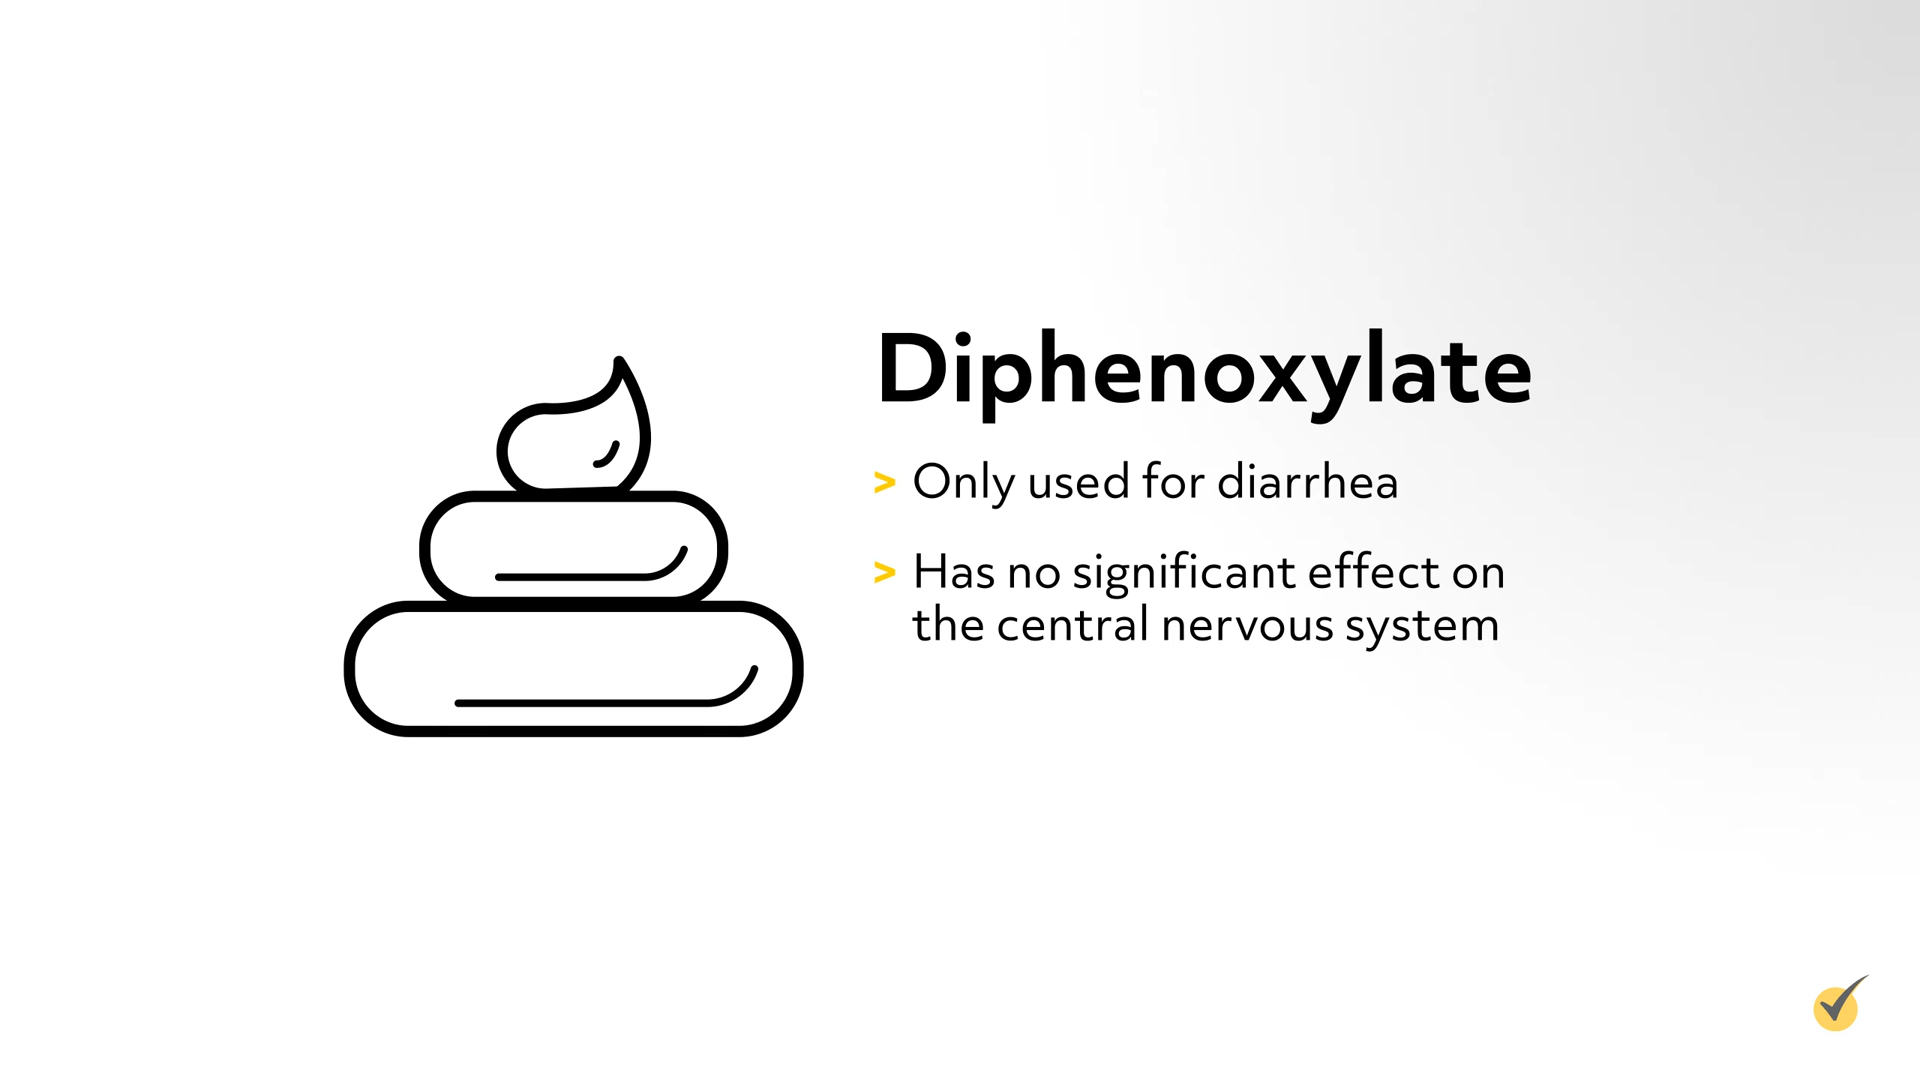 Diphenoxylate
> Only used for diarrhea
> Has no significant effect on
the central nervous system